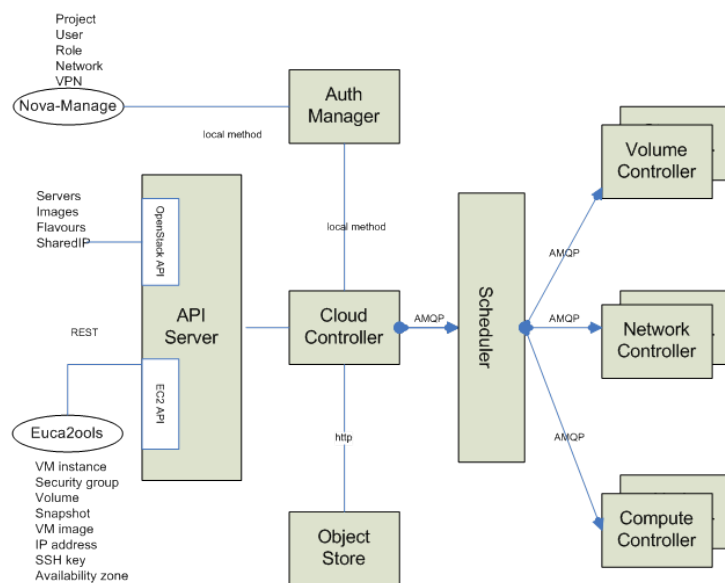 Project
User
Role
Network
VPN
Nova-Manage
Auth
Manager
local method
Volume
Controller
Servers
Images
Flavours
SharedIP
OpenStack API
local method
AMQP
API
Server
Cloud
Controller
AMQP
Scheduler
AMQP
Network
Controller
REST
EC2 API
Euca2ools
http
AMQP
VM instance
Security group
Volume
Snapshot
VM image
IP address
SSH key
Availability zone
Object
Store
Compute
Controller